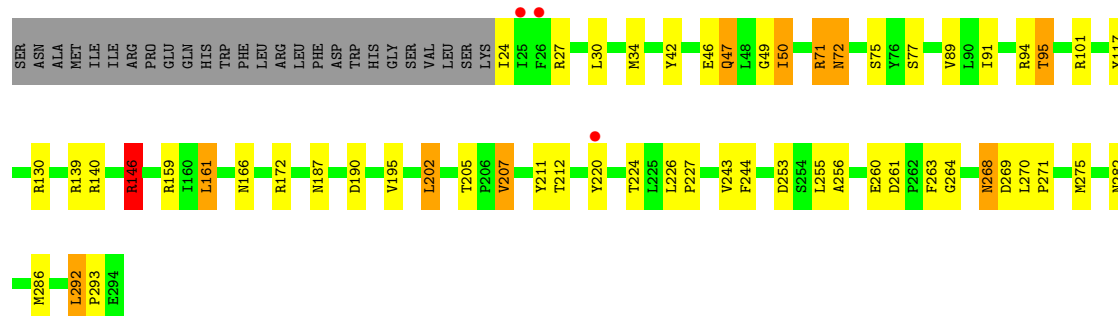 SER ASN ALA MET ILE ILE ARG PRO GLU GLN HIS TRP PHE LEU ARG LEU PHE ASP TRP HIS GLY SER VAL LEU SER LYS I24 I25 F26 R27 L30 M34 Y42 E46 Q47 L48 G49 I50 R71 N72 S75 Y76 S77 V89 L90 I91 R94 T95 R101
R130 R139 R140 R146 R159 I160 L161 N166 R172 N187 D190 V195 L202 T205 P206 V207 Y211 T212 Y220 T224 L225 L226 P227 V243 F244 D253 S254 L255 A256 E260 D261 P262 F263 G264 N268 D269 L270 P271 M275
M286 L292 P293 E294